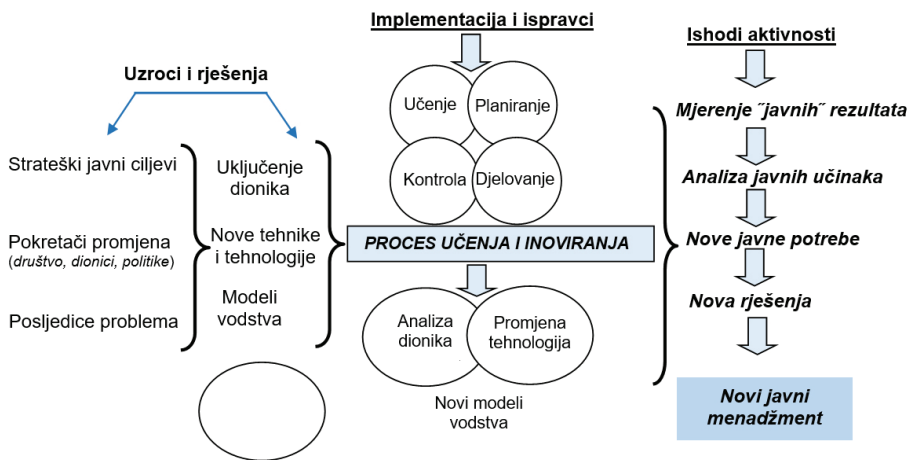 Uzroci i rješenja
Strateški javni ciljevi
Pokretači promjena
(društvo, dionici, politike)
Posljedice problema
Uključenje
dionika
Nove tehnike
i tehnologije
Modeli
vodstva
Implementacija i ispravci
Učenje
Planiranje
Kontrola
Djelovanje
PROCES UČENJA I INOVIRANJA
Analiza
dionika
Promjena
tehnologija
Novi modeli
vodstva
Ishodi aktivnosti
Mjerenje ˝javnih˝ rezultata
Analiza javnih učinaka
Nove javne potrebe
Nova rješenja
Novi javni
menadžment